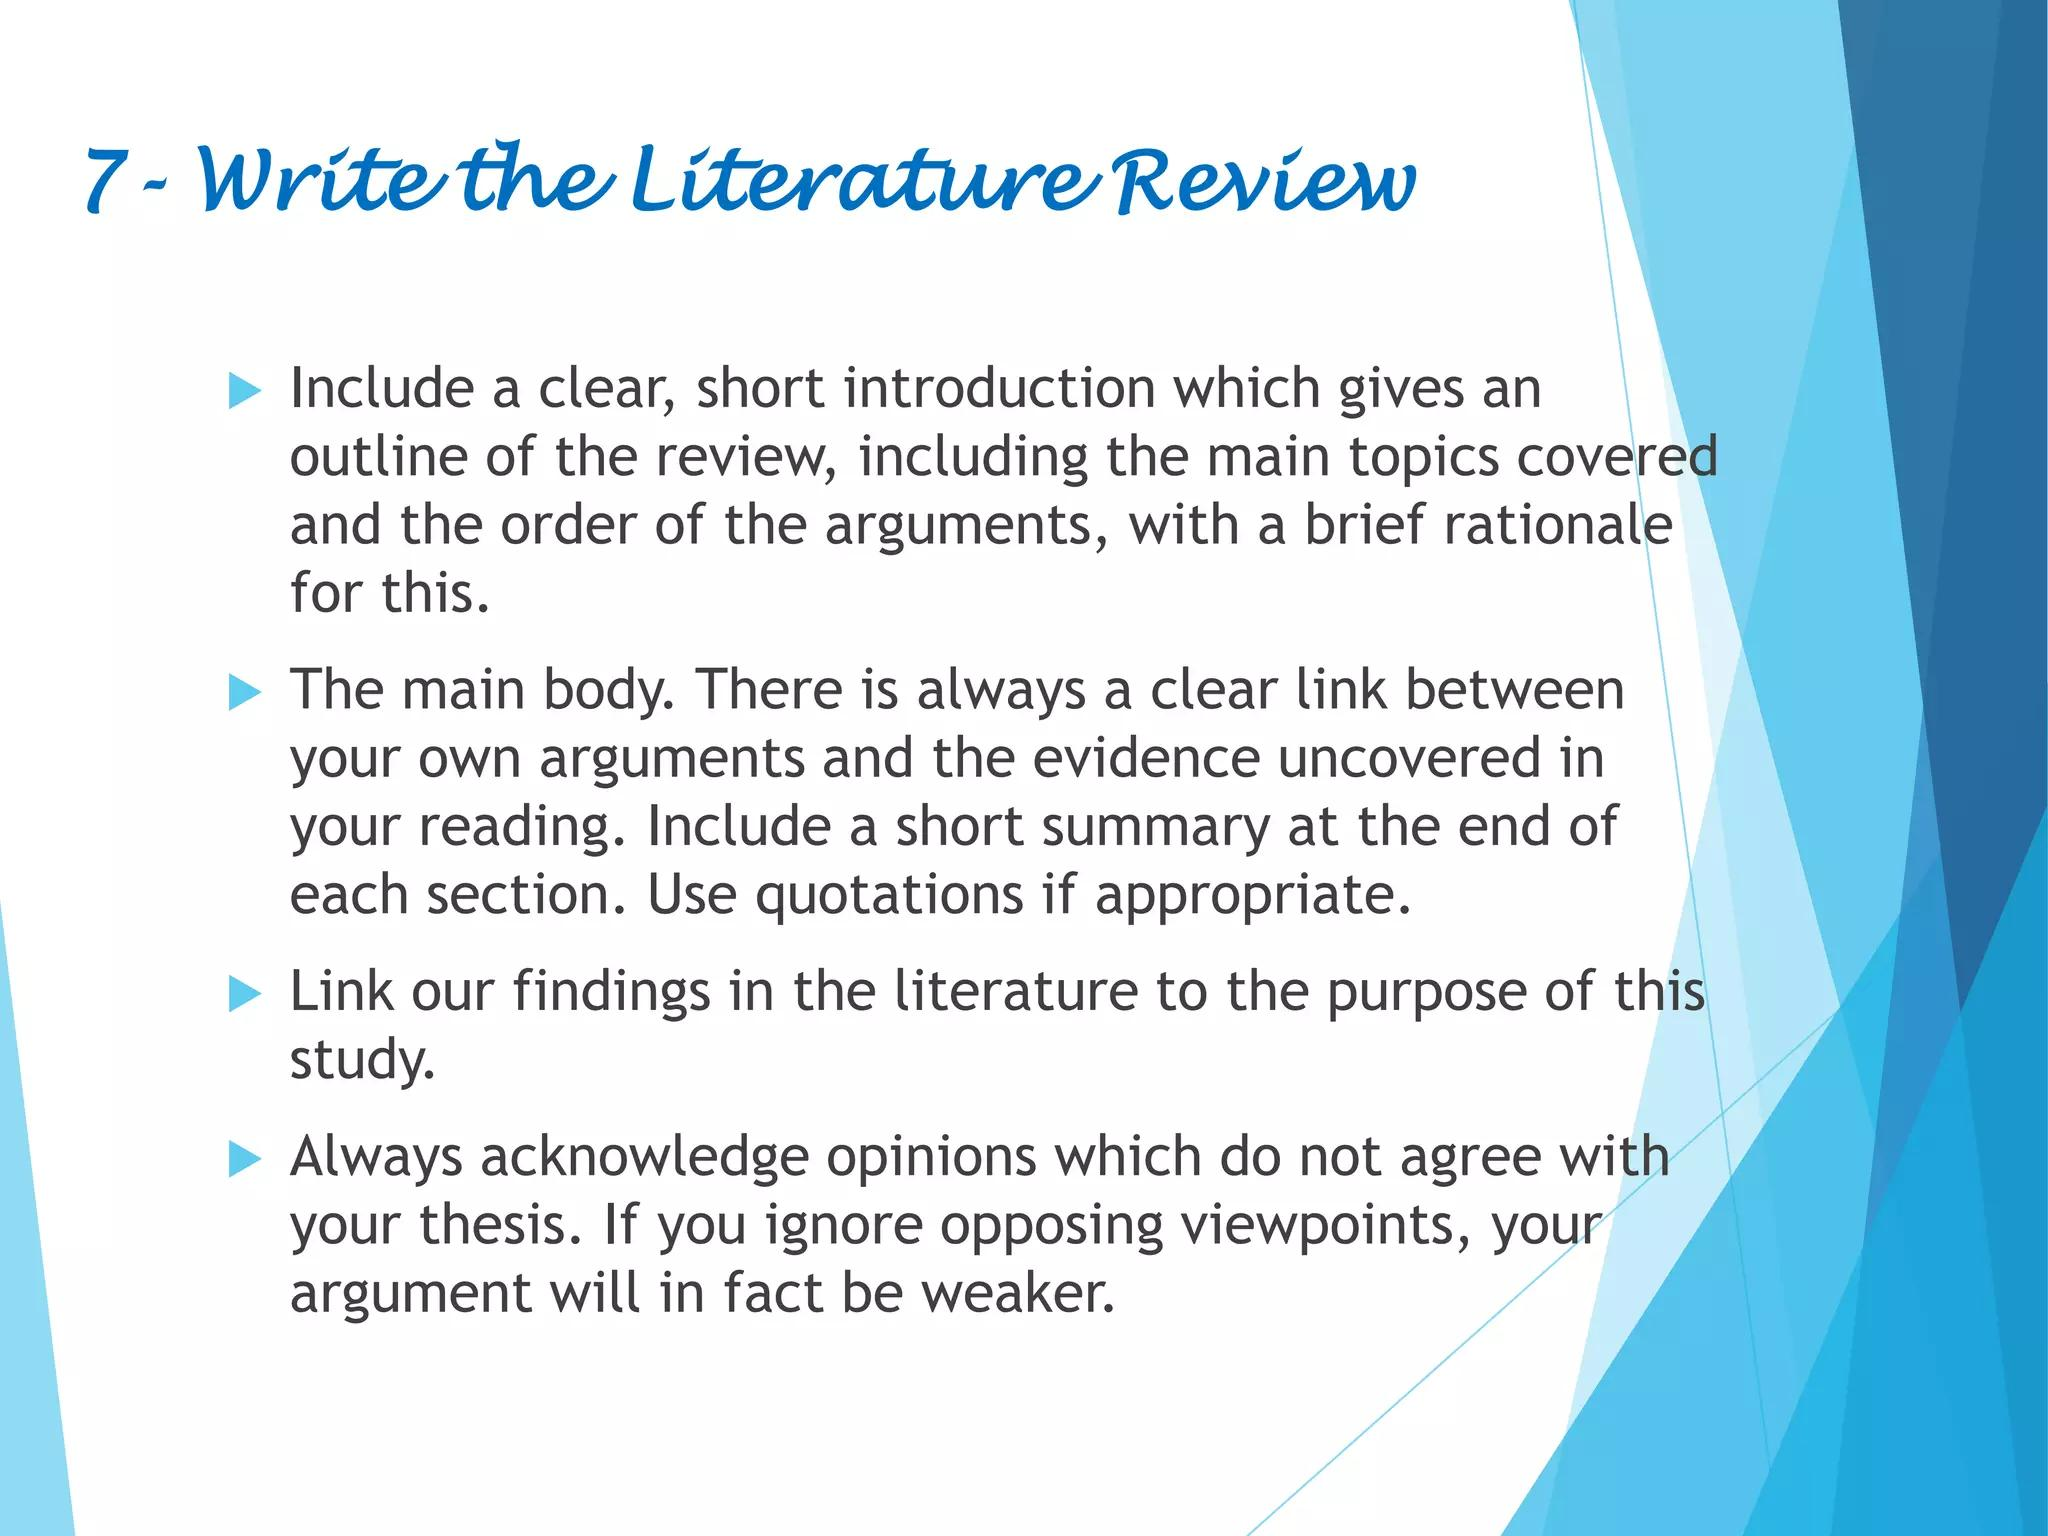 7- Write the Literature Review
Include a clear, short introduction which gives an
outline of the review, including the main topics covered
and the order of the arguments, with a brief rationale
for this.
The main body. There is always a clear link between
your own arguments and the evidence uncovered in
your reading. Include a short summary at the end of
each section. Use quotations if appropriate.
Link our findings in the literature to the purpose of this
study.
Always acknowledge opinions which do not agree with
your thesis. If you ignore opposing viewpoints, your
argument will in fact be weaker.